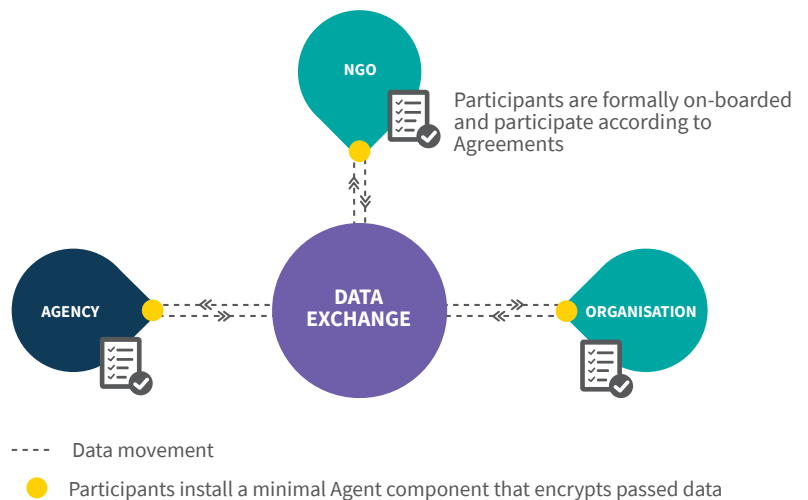 NGO
Participants are formally on-boarded
and participate according to
Agreements
AGENCY
DATA
EXCHANGE
ORGANISATION
Data movement
Participants install a minimal Agent component that encrypts passed data